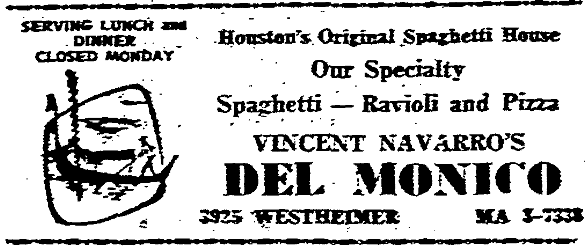 SERVING LUNCH and
DINNER
CLOSED MONDAY
Houston's Original Spaghetti House
Our Specialty
Spaghetti — Ravioli and Pizza
VINCENT NAVARRO'S
DEL MONICO
3925 WESTHEIMER MA 3-7338